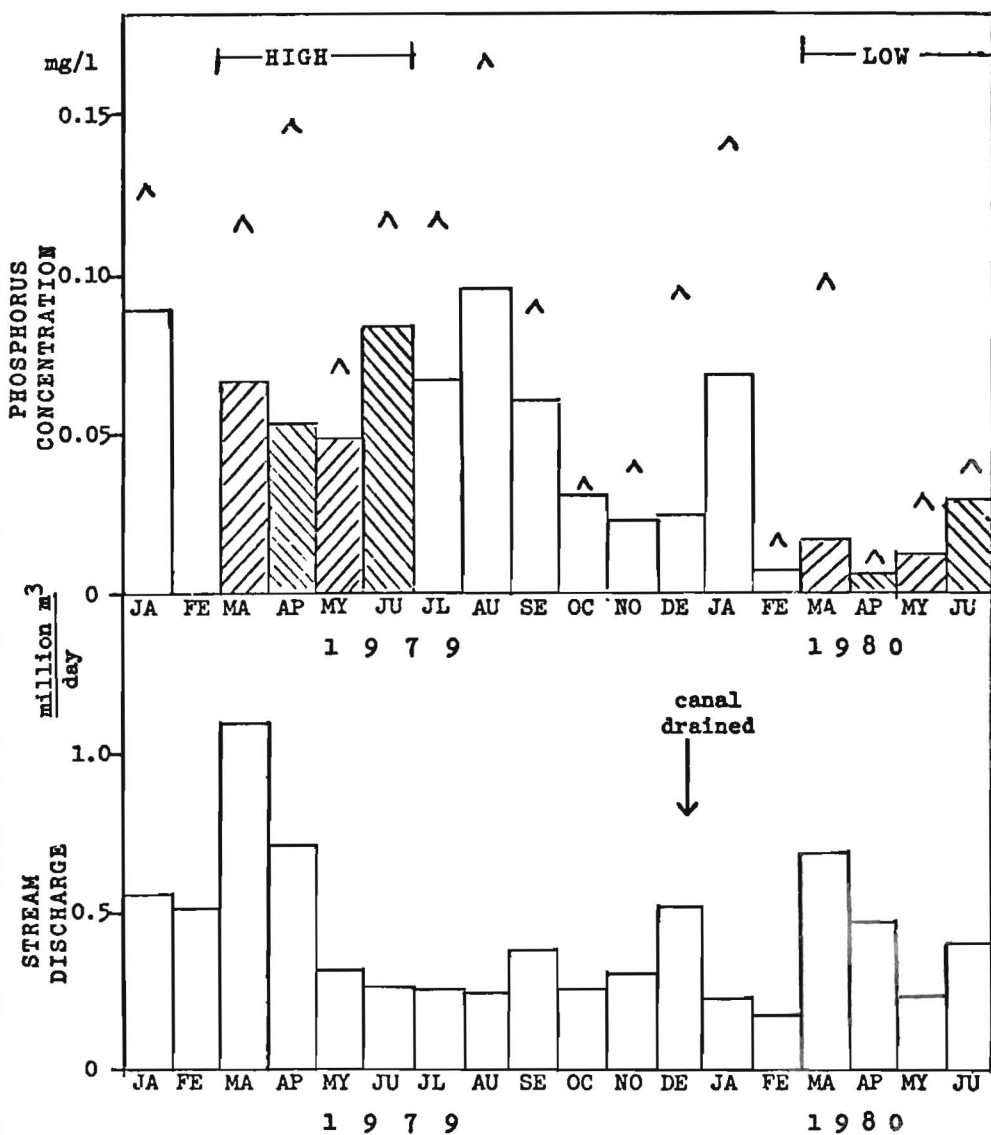 mg/l
HIGH
LOW
0.15
0.10
0.05
0
PHOSPHORUS
CONCENTRATION
JA FE MA AP MY JU JL AU SE OC NO DE JA FE MA AP MY JU
1 9 7 9
1 9 8 0
million m³
day
canal
drained
1.0
0.5
0
STREAM
DISCHARGE
JA FE MA AP MY JU JL AU SE OC NO DE JA FE MA AP MY JU
1 9 7 9
1 9 8 0